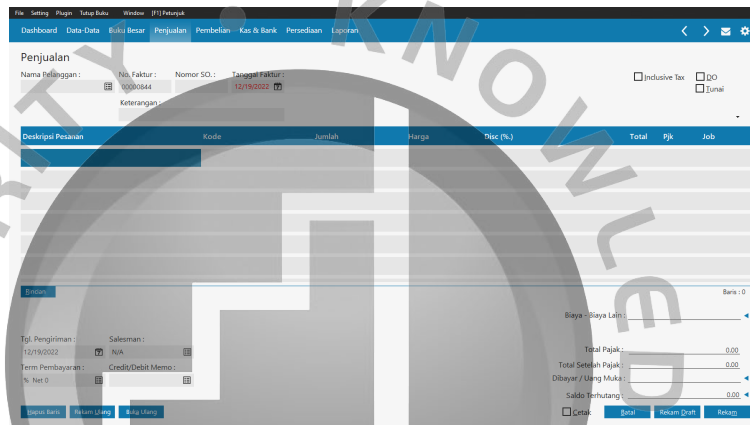 File Setting Plugin Tutup Buku Window [F1] Petunjuk
Dashboard Data-Data Buku Besar Penjualan Pembelian Kas & Bank Persediaan Laporan
Penjualan
Nama Pelanggan : No. Faktur : Nomor SO. : Tanggal Faktur :
00000844 12/19/2022
Inclusive Tax DO
Tunai
Keterangan :
Deskripsi Pesanan Kode Jumlah Harga Disc (%.) Total Pjk Job
Rincian Baris : 0
Biaya - Biaya Lain :
Tgl. Pengiriman : Salesman :
12/19/2022 N/A
Total Pajak : 0.00
Term Pembayaran : Credit/Debit Memo :
Total Setelah Pajak : 0.00
% Net 0
Dibayar / Uang Muka :
Saldo Terhutang : 0.00
Hapus Baris Rekam Ulang Buka Ulang
Cetak Batal Rekam Draft Rekam
RITY • KNOWLED